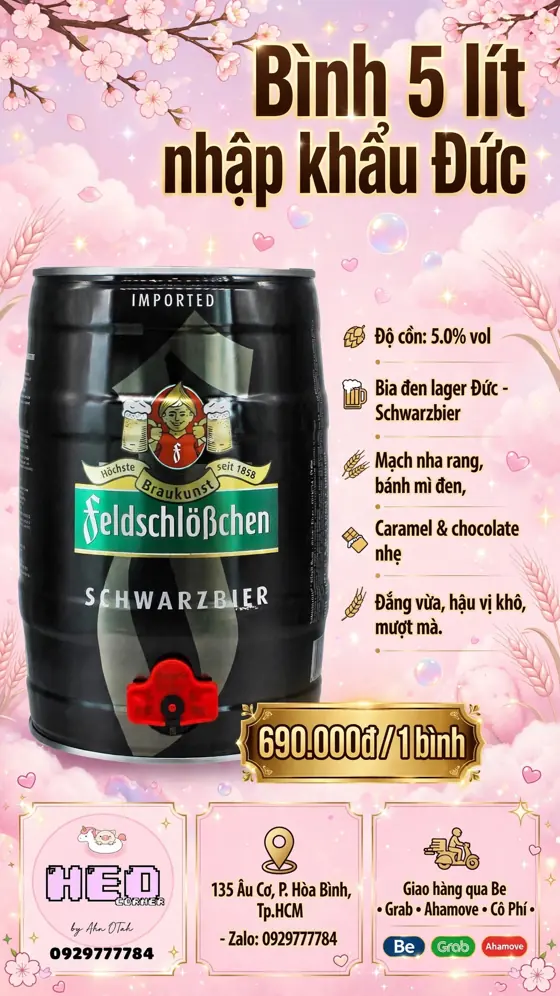 Bình 5 lít
nhập khẩu Đức
IMPORTED
Độ cồn: 5.0% vol
Bia đen lager Đức -
Schwarzbier
Mạch nha rang,
bánh mì đen,
Caramel & chocolate
nhẹ
Đắng vừa, hậu vị khô,
mượt mà.
Höchste
seit 1858
Braukunst
Feldschlößchen
SCHWARZBIER
690.000đ/1 bình
HEO
CORNER
by Ahn OTah
0929777784
135 Âu Cơ, P. Hòa Bình,
Tp.HCM
- Zalo: 0929777784
Giao hàng qua Be
• Grab • Ahamove • Cô Phí •
Be
Grab
Ahamove